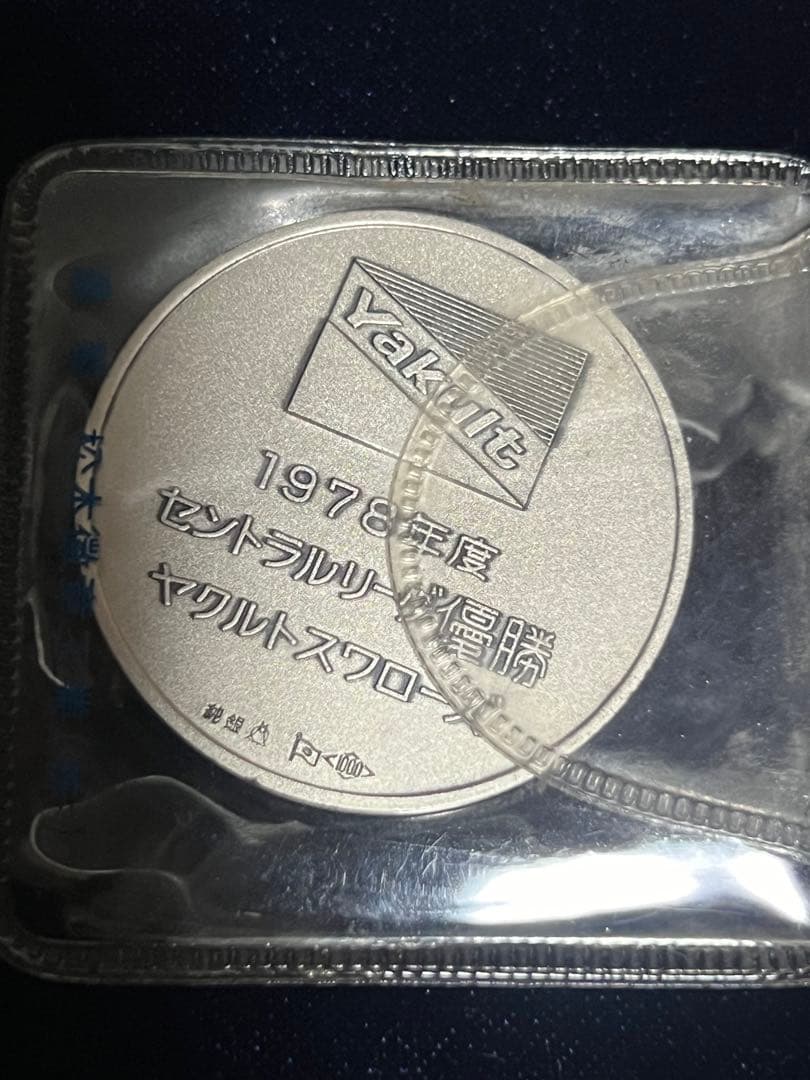 Yakult
1978年度
セントラルリーグ優勝
ヤクルトスワローズ
純銀